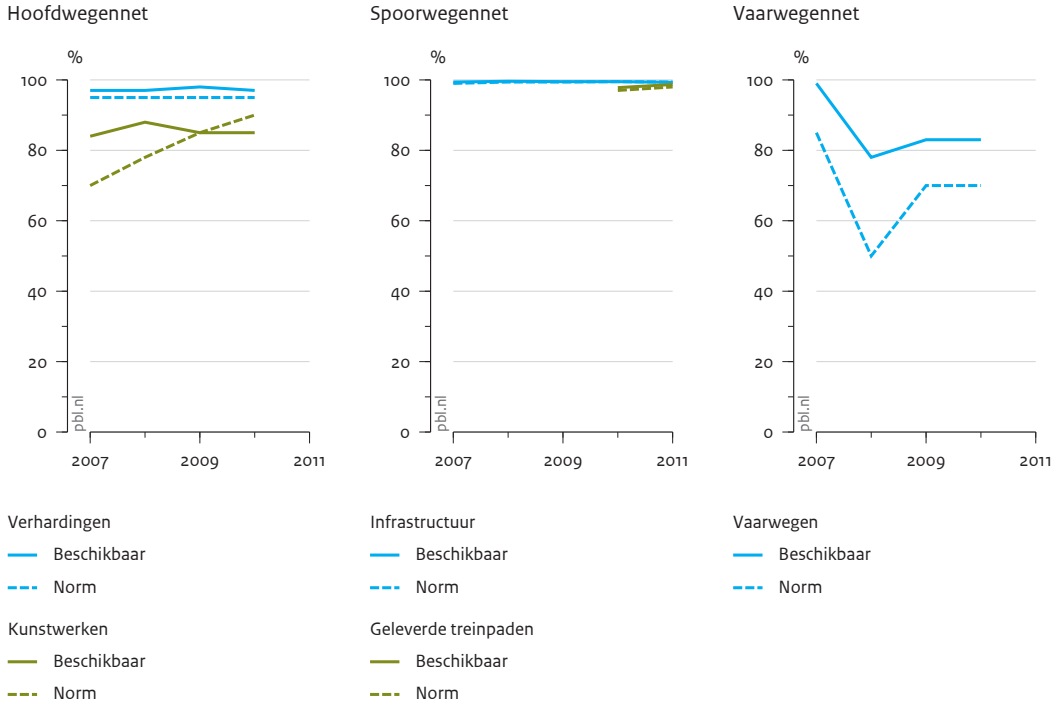 Hoofdwegennet
%
100
80
60
40
20
0
pbl.nl
2007 2009 2011
Verhardingen
Beschikbaar
Norm
Kunstwerken
Beschikbaar
Norm
Spoorwegennet
%
100
80
60
40
20
0
pbl.nl
2007 2009 2011
Infrastructuur
Beschikbaar
Norm
Geleverde treinpaden
Beschikbaar
Norm
Vaarwegennet
%
100
80
60
40
20
0
pbl.nl
2007 2009 2011
Vaarwegen
Beschikbaar
Norm